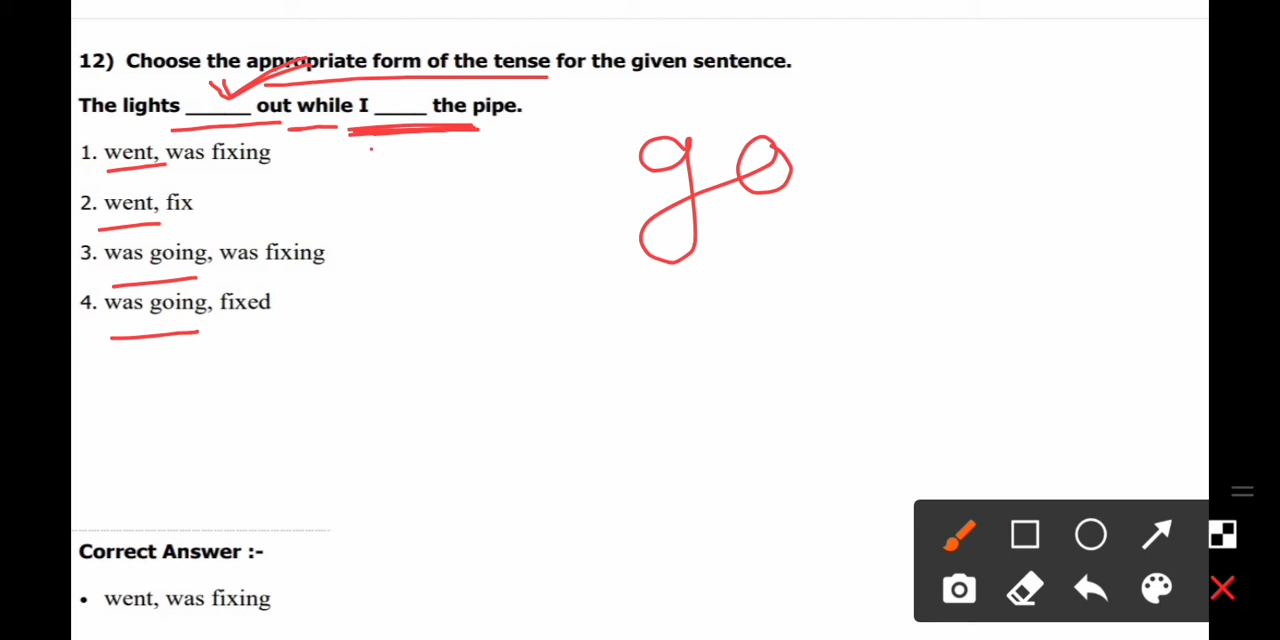 12) Choose the appropriate form of the tense for the given sentence.
The lights ______ out while I _____ the pipe.
1. went, was fixing
go
2. went, fix
3. was going, was fixing
4. was going, fixed
Correct Answer :-
• went, was fixing